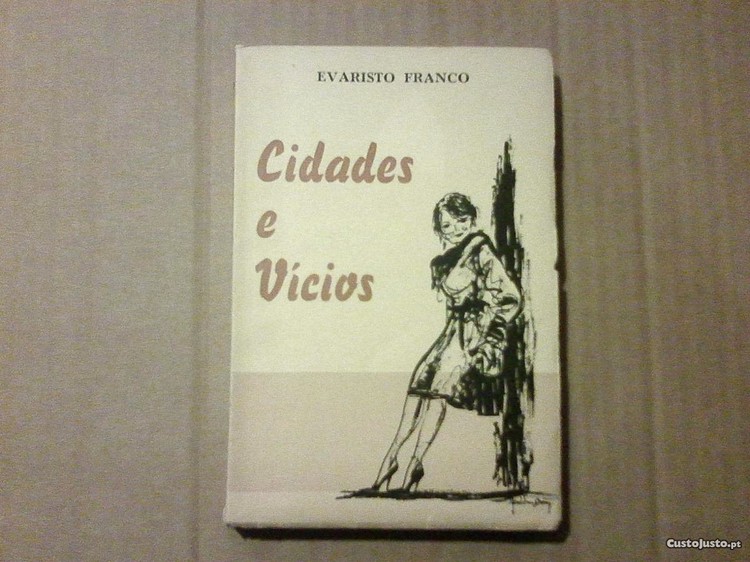 EVARISTO FRANCO
Cidades
e
Vícios
CustoJusto.pt